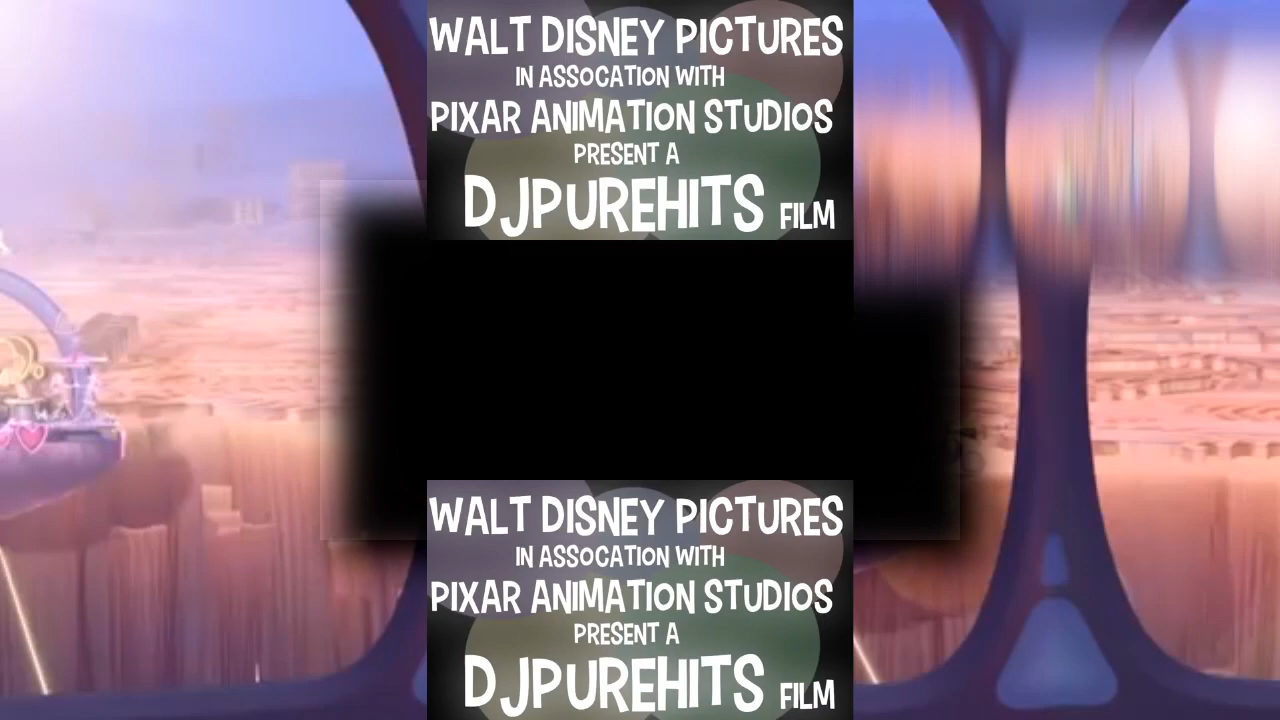 WALT DISNEY PICTURES
IN ASSOCATION WITH
PIXAR ANIMATION STUDIOS
PRESENT A
DJPUREHITS FILM
WALT DISNEY PICTURES
IN ASSOCATION WITH
PIXAR ANIMATION STUDIOS
PRESENT A
DJPUREHITS FILM